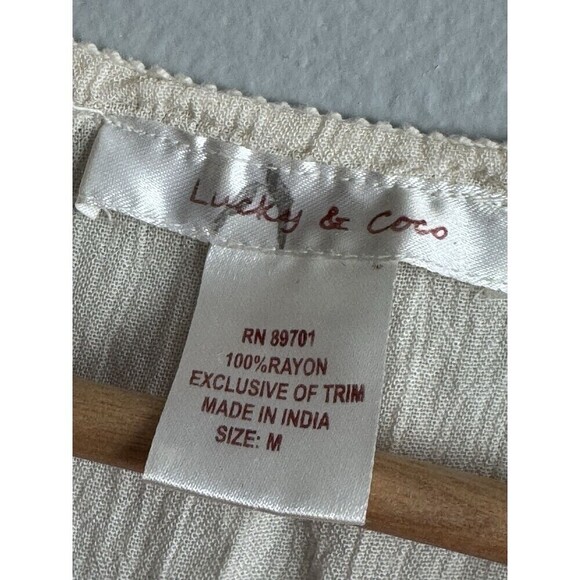 Lucky & Coco
RN 89701
100%RAYON
EXCLUSIVE OF TRIM
MADE IN INDIA
SIZE: M